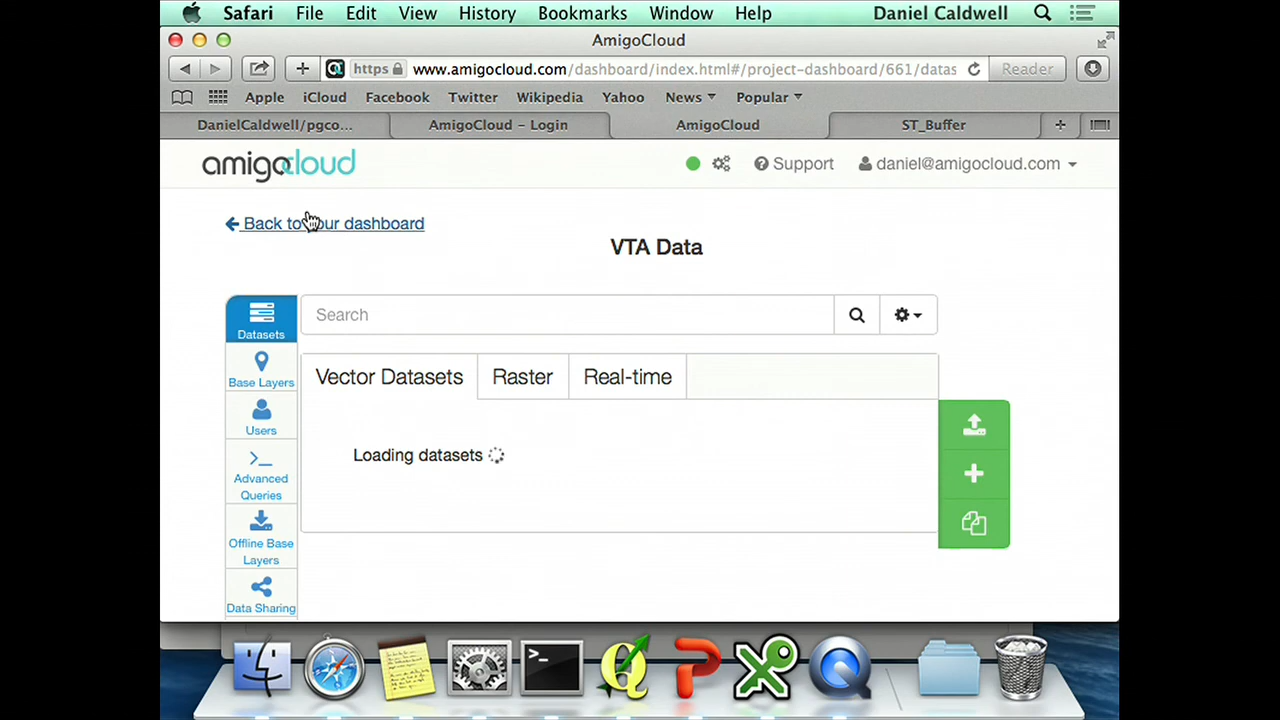 Safari File Edit View History Bookmarks Window Help Daniel Caldwell
AmigoCloud
https www.amigocloud.com/dashboard/index.html#/project-dashboard/661/datas Reader
Apple iCloud Facebook Twitter Wikipedia Yahoo News Popular
DanielCaldwell/pgco... AmigoCloud – Login AmigoCloud ST_Buffer
amigocloud Support daniel@amigocloud.com
Back to your dashboard
VTA Data
Search
Datasets
Vector Datasets Raster Real-time
Base Layers
Users
Loading datasets
Advanced
Queries
Offline Base
Layers
Data Sharing